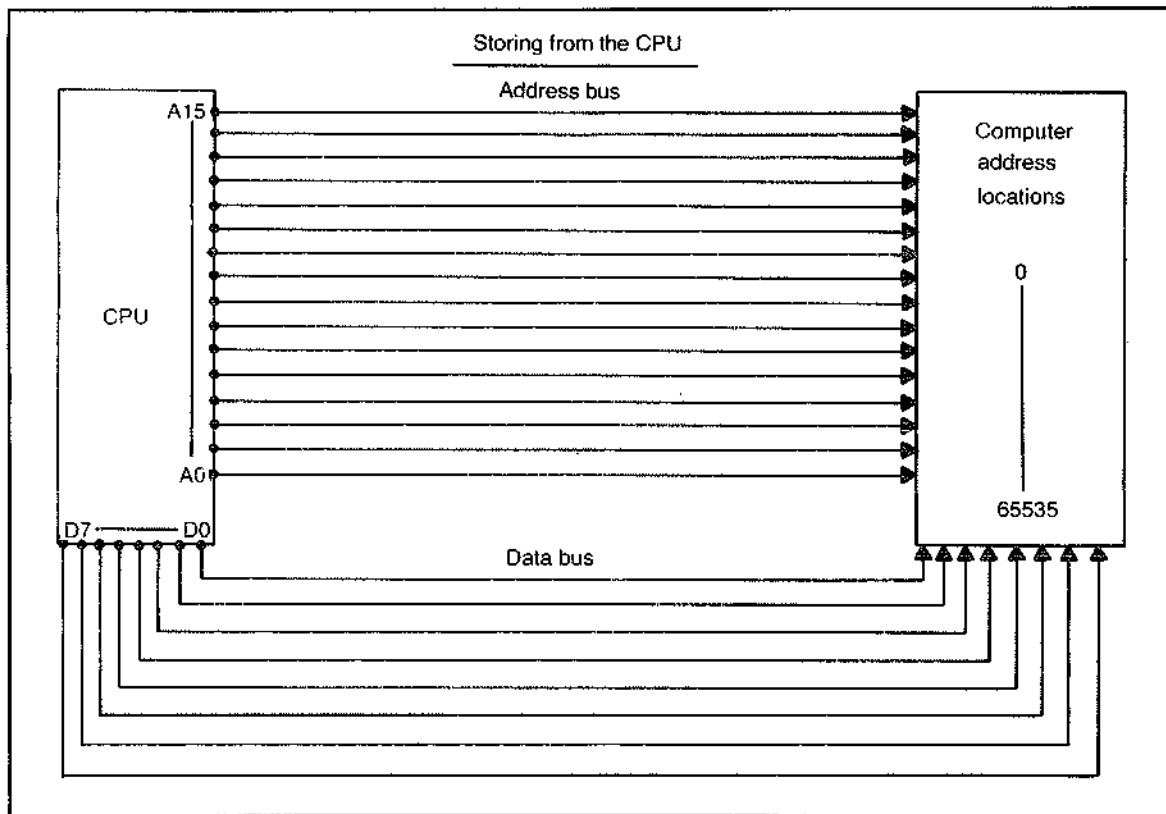 Storing from the CPU
Address bus
A15
Computer
address
locations
0
CPU
A0
65535
D7 D0
Data bus